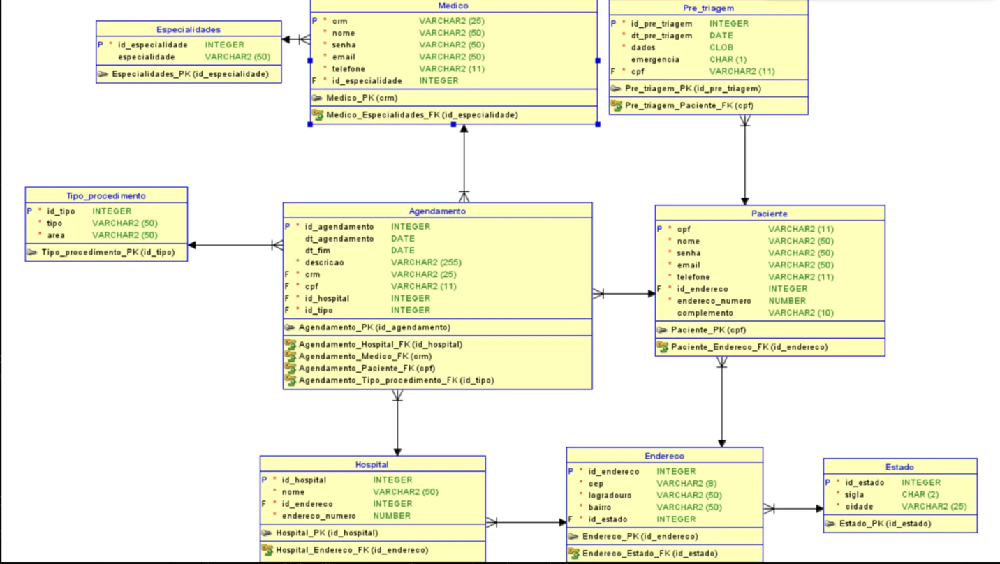 Especialidades
P * id_especialidade INTEGER
especialidade VARCHAR2 (50)
Especialidades_PK (id_especialidade)
Medico
P * crm VARCHAR2 (25)
* nome VARCHAR2 (50)
* senha VARCHAR2 (50)
* email VARCHAR2 (50)
* telefone VARCHAR2 (11)
F * id_especialidade INTEGER
Medico_PK (crm)
Medico_Especialidades_FK (id_especialidade)
Pre_triagem
P * id_pre_triagem INTEGER
* dt_pre_triagem DATE
* dados CLOB
emergencia CHAR (1)
F * cpf VARCHAR2 (11)
Pre_triagem_PK (id_pre_triagem)
Pre_triagem_Paciente_FK (cpf)
Tipo_procedimento
P * id_tipo INTEGER
* tipo VARCHAR2 (50)
* area VARCHAR2 (50)
Tipo_procedimento_PK (id_tipo)
Agendamento
P * id_agendamento INTEGER
dt_agendamento DATE
dt_fim DATE
* descricao VARCHAR2 (255)
F * crm VARCHAR2 (25)
F * cpf VARCHAR2 (11)
F * id_hospital INTEGER
F * id_tipo INTEGER
Agendamento_PK (id_agendamento)
Agendamento_Hospital_FK (id_hospital)
Agendamento_Medico_FK (crm)
Agendamento_Paciente_FK (cpf)
Agendamento_Tipo_procedimento_FK (id_tipo)
Paciente
P * cpf VARCHAR2 (11)
* nome VARCHAR2 (50)
* senha VARCHAR2 (50)
* email VARCHAR2 (50)
* telefone VARCHAR2 (11)
F * id_endereco INTEGER
* endereco_numero NUMBER
complemento VARCHAR2 (10)
Paciente_PK (cpf)
Paciente_Endereco_FK (id_endereco)
Hospital
P * id_hospital INTEGER
* nome VARCHAR2 (50)
F * id_endereco INTEGER
* endereco_numero NUMBER
Hospital_PK (id_hospital)
Hospital_Endereco_FK (id_endereco)
Endereco
P * id_endereco INTEGER
* cep VARCHAR2 (8)
* logradouro VARCHAR2 (50)
* bairro VARCHAR2 (50)
F * id_estado INTEGER
Endereco_PK (id_endereco)
Endereco_Estado_FK (id_estado)
Estado
P * id_estado INTEGER
* sigla CHAR (2)
* cidade VARCHAR2 (25)
Estado_PK (id_estado)